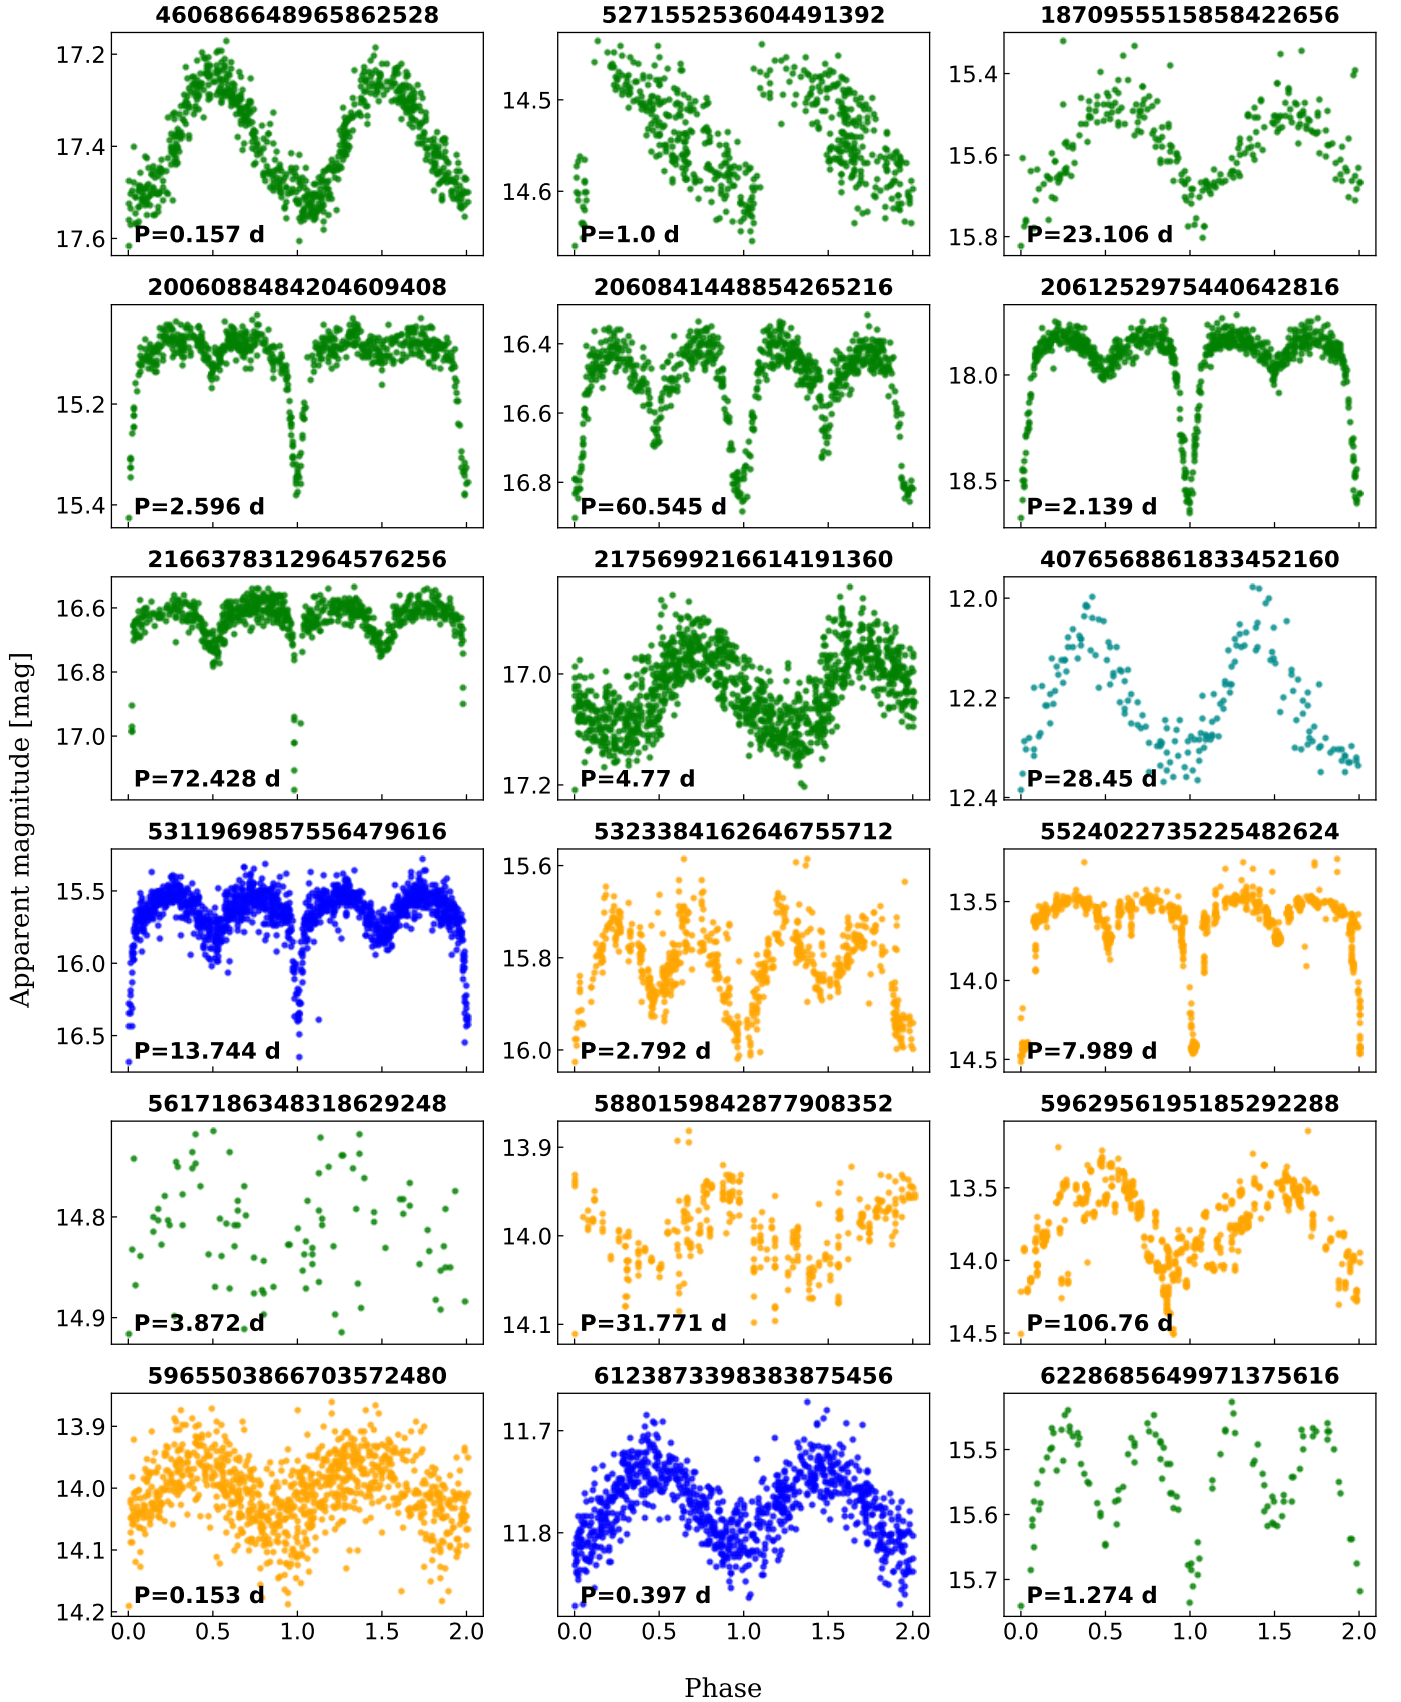 460686648965862528 527155253604491392 1870955515858422656
17.2
17.4
17.6
P=0.157 d
14.5
14.6
P=1.0 d
15.4
15.6
15.8
P=23.106 d
2006088484204609408 2060841448854265216 2061252975440642816
15.2
15.4
P=2.596 d
16.4
16.6
16.8
P=60.545 d
18.0
18.5
P=2.139 d
2166378312964576256 2175699216614191360 4076568861833452160
16.6
16.8
17.0
P=72.428 d
17.0
17.2
P=4.77 d
12.0
12.2
12.4
P=28.45 d
Apparent magnitude [mag]
5311969857556479616 5323384162646755712 5524022735225482624
15.5
16.0
16.5
P=13.744 d
15.6
15.8
16.0
P=2.792 d
13.5
14.0
14.5
P=7.989 d
5617186348318629248 5880159842877908352 5962956195185292288
14.8
14.9
P=3.872 d
13.9
14.0
14.1
P=31.771 d
13.5
14.0
14.5
P=106.76 d
5965503866703572480 6123873398383875456 6228685649971375616
13.9
14.0
14.1
14.2
P=0.153 d
11.7
11.8
P=0.397 d
15.5
15.6
15.7
P=1.274 d
0.0 0.5 1.0 1.5 2.0 0.0 0.5 1.0 1.5 2.0 0.0 0.5 1.0 1.5 2.0
Phase